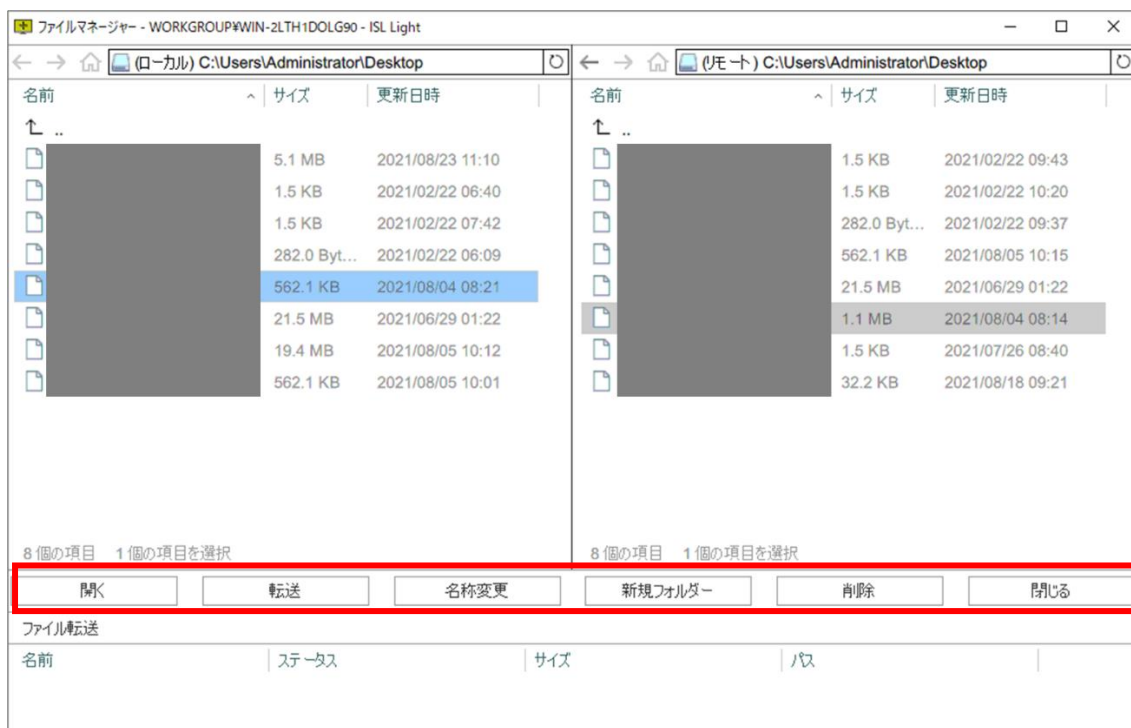 ファイルマネージャー - WORKGROUP¥WIN-2LTH1DOLG90 - ISL Light
(ローカル) C:\Users\Administrator\Desktop
名前 サイズ 更新日時
..
5.1 MB 2021/08/23 11:10
1.5 KB 2021/02/22 06:40
1.5 KB 2021/02/22 07:42
282.0 Byt... 2021/02/22 06:09
562.1 KB 2021/08/04 08:21
21.5 MB 2021/06/29 01:22
19.4 MB 2021/08/05 10:12
562.1 KB 2021/08/05 10:01
8 個の項目 1 個の項目を選択
(リモート) C:\Users\Administrator\Desktop
名前 サイズ 更新日時
..
1.5 KB 2021/02/22 09:43
1.5 KB 2021/02/22 10:20
282.0 Byt... 2021/02/22 09:37
562.1 KB 2021/08/05 10:15
21.5 MB 2021/06/29 01:22
1.1 MB 2021/08/04 08:14
1.5 KB 2021/07/26 08:40
32.2 KB 2021/08/18 09:21
8 個の項目 1 個の項目を選択
開く 転送 名称変更 新規フォルダー 削除 閉じる
ファイル転送
名前 ステータス サイズ パス